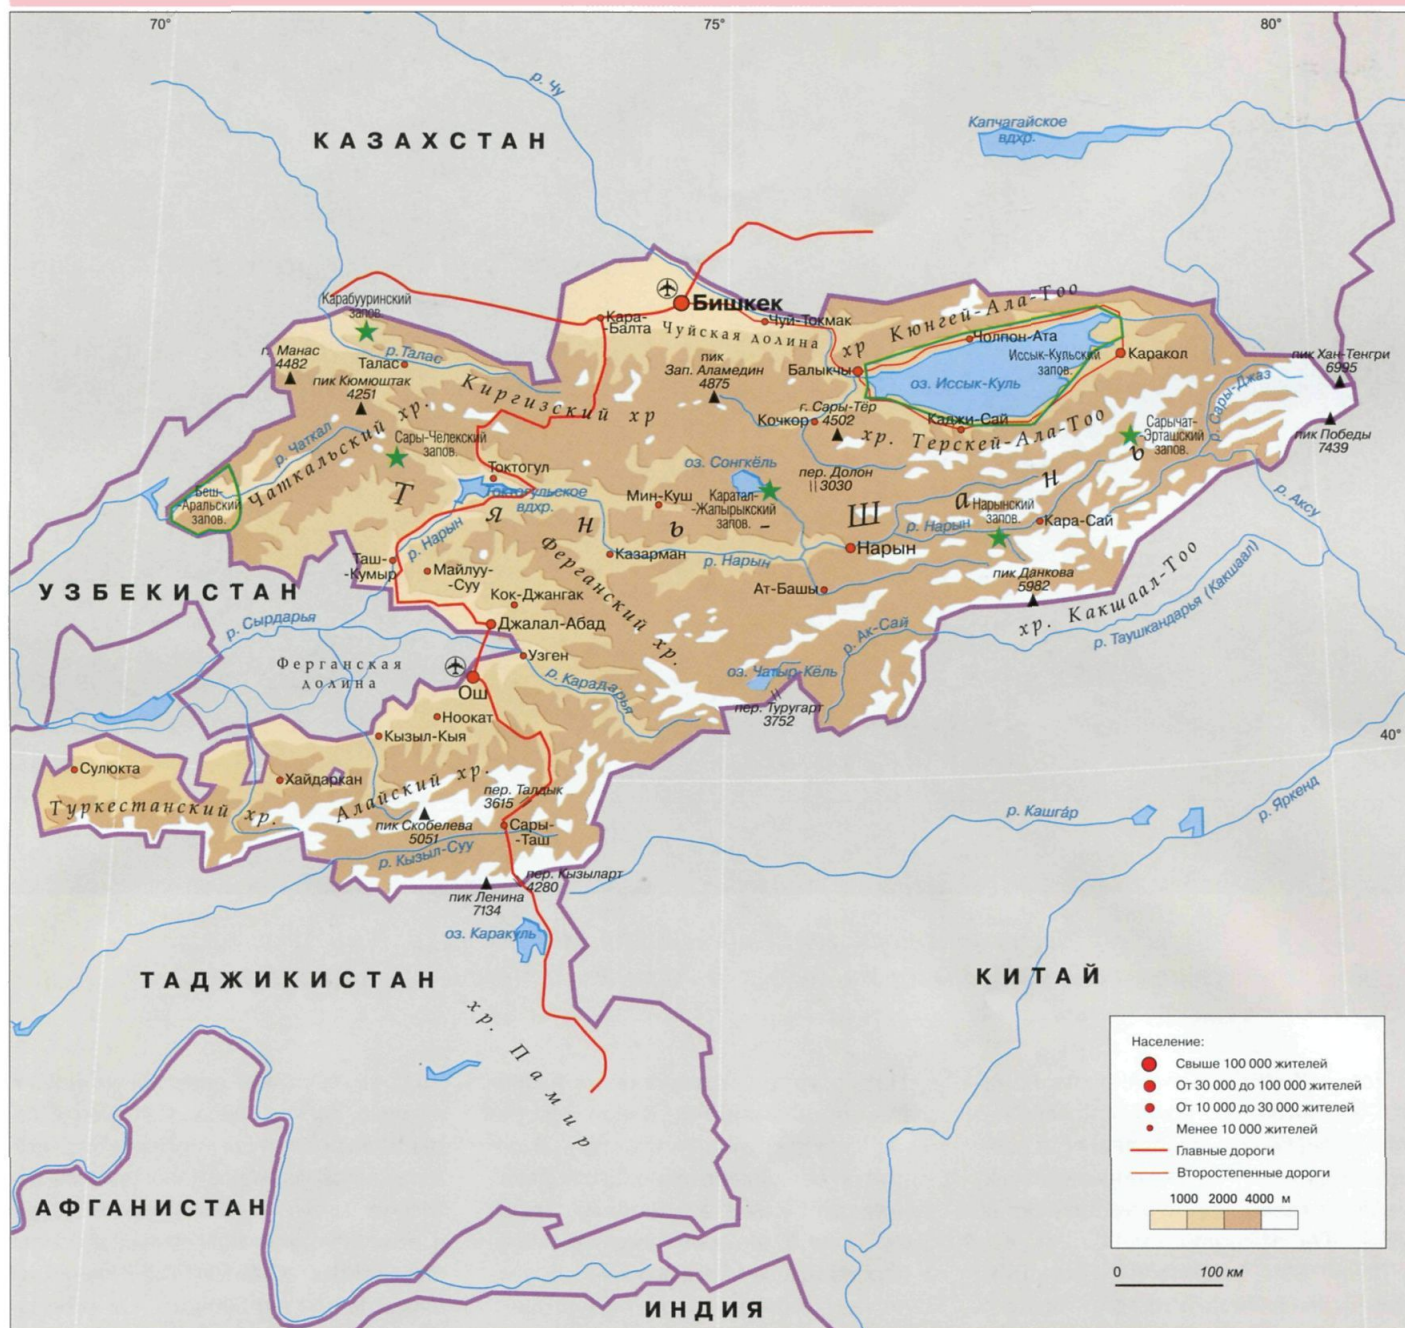 70°
75°
80°
р. Чу
КАЗАХСТАН
Капчагайское
вдхр.
Карабууринский
запов.
Бишкек
Кара-
-Балта
Чуй-Токмак
Чуйская долина
хр Кюнгей-Ала-Тоо
Чолпон-Ата
Иссык-Кульский
запов.
Каракол
пик Хан-Тенгри
6995
г. Манас
4482
р. Талас
Талас
пик Кюмюштак
4251
Киргизский хр
пик
Зап. Аламедин
4875
Балыкчы
оз. Иссык-Куль
р. Сары-Джаз
Кочкор
г. Сары-Тёр
4502
Каджи-Сай
хр. Терскей-Ала-Тоо
Сарычат-
-Эрташский
запов.
пик Победы
7439
р. Чаткал
Чаткальский хр.
Сары-Челекский
запов.
Беш-
-Аральский
запов.
Токтогул
Токтогульское
вдхр.
оз. Сонгкёль
Мин-Куш
Каратал-
-Жапырыкский
запов.
пер. Долон
3030
ТЯНЬ-ШАНЬ
Нарынский
запов.
р. Нарын
Кара-Сай
р. Аксу
р. Нарын
Таш-
-Кумыр
Майлуу-
-Суу
Казарман
р. Нарын
Нарын
Ферганский хр.
Ат-Башы
пик Данкова
5982
хр. Какшаал-Тоо
УЗБЕКИСТАН
Кок-Джангак
Джалал-Абад
р. Сырдарья
р. Ак-Сай
р. Таушкандарья (Какшаал)
Ферганская
долина
Узген
Ош
р. Карадарья
оз. Чатыр-Кёль
пер. Туругарт
3752
Ноокат
Кызыл-Кыя
40°
Сулюкта
Хайдаркан
Туркестанский хр.
Алайский хр.
пер. Талдык
3615
пик Скобелева
5051
Сары-
-Таш
р. Кызыл-Суу
р. Кашгáр
р. Яркенд
пер. Кызыларт
4280
пик Ленина
7134
оз. Каракуль
ТАДЖИКИСТАН
КИТАЙ
хр. Памир
АФГАНИСТАН
ИНДИЯ
Население:
Свыше 100 000 жителей
От 30 000 до 100 000 жителей
От 10 000 до 30 000 жителей
Менее 10 000 жителей
Главные дороги
Второстепенные дороги
1000 2000 4000 м
0 100 км